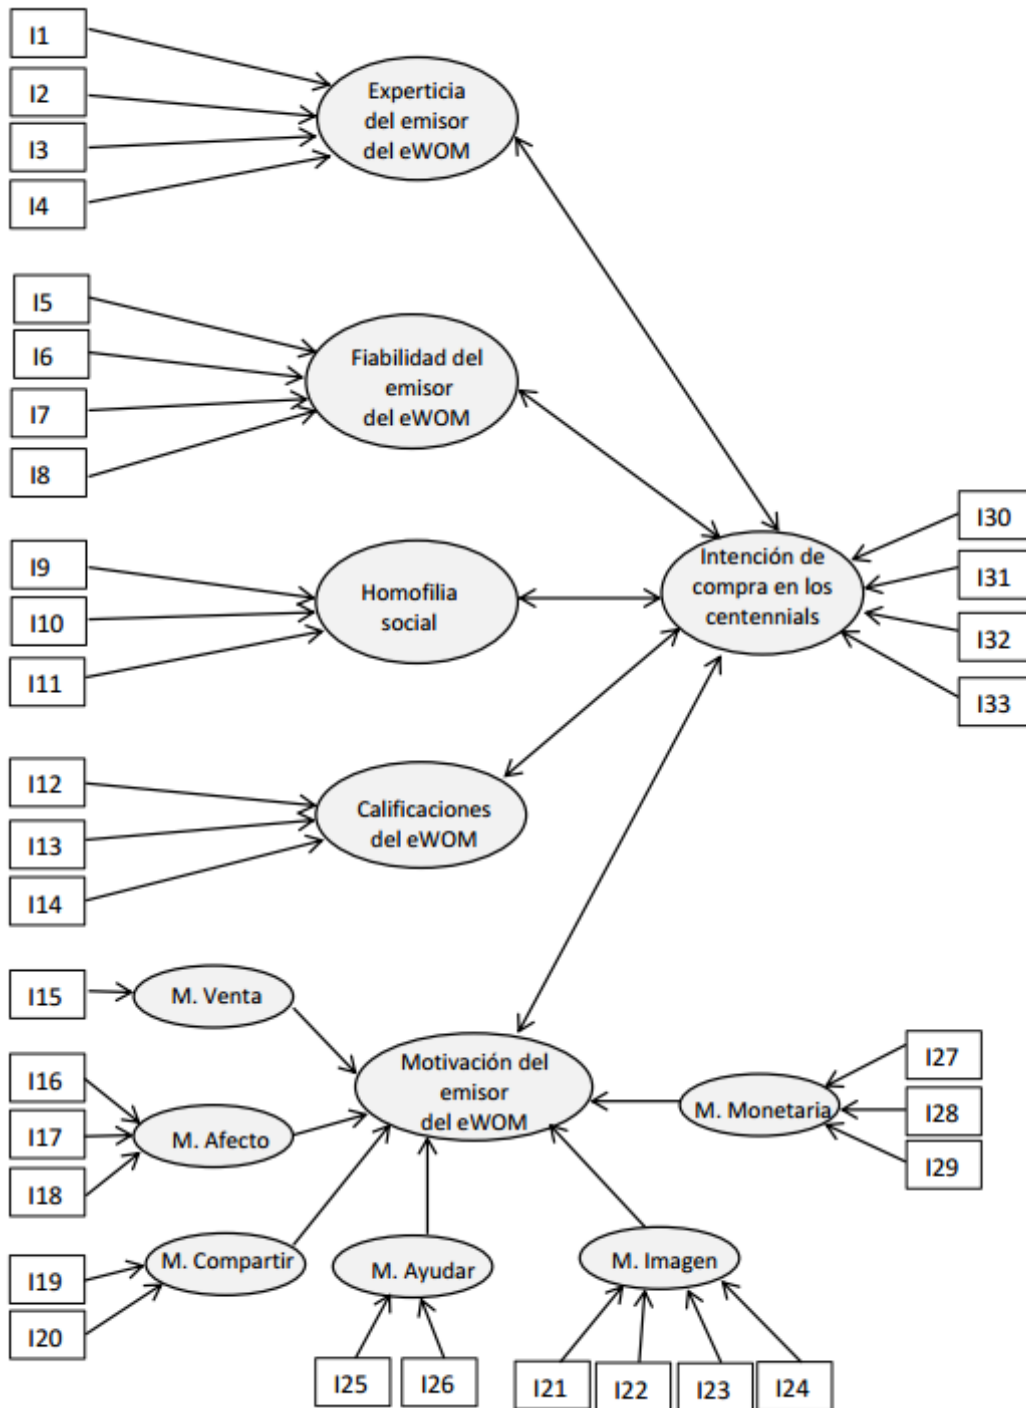 I1
I2
I3
I4
Experticia
del emisor
del eWOM
I5
I6
I7
I8
Fiabilidad del
emisor
del eWOM
I9
I10
I11
Homofilia
social
Intención de
compra en los
centennials
I30
I31
I32
I33
I12
I13
I14
Calificaciones
del eWOM
I15
M. Venta
I16
I17
I18
M. Afecto
Motivación del
emisor
del eWOM
M. Monetaria
I27
I28
I29
I19
I20
M. Compartir
M. Ayudar
M. Imagen
I25
I26
I21
I22
I23
I24